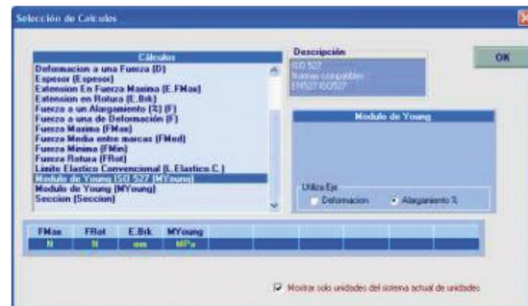 Selección de Calculos
Cálculos
Deformacion a una Fuerza (D)
Espesor (Espesor)
Extension En Fuerza Maxima (E.FMax)
Extension en Rotura (E.Brk)
Fuerza a un Alargamiento (%) (F)
Fuerza a una de Deformación (F)
Fuerza Maxima (FMax)
Fuerza Media entre marcas (FMed)
Fuerza Minima (FMin)
Fuerza Rotura (FRot)
Limite Elastico Convencional (L.Elastico C.)
Modulo de Young ISO 527 (MYoung)
Modulo de Young (MYoung)
Seccion (Seccion)
Descripción
ISO 527
Normas compatibles
EN527 ISO527
OK
Modulo de Young
Utiliza Eje
Deformacion
Alargamiento %
FMax FRot E.Brk MYoung
N N mm MPa
Mostrar solo unidades del sistema actual de unidades